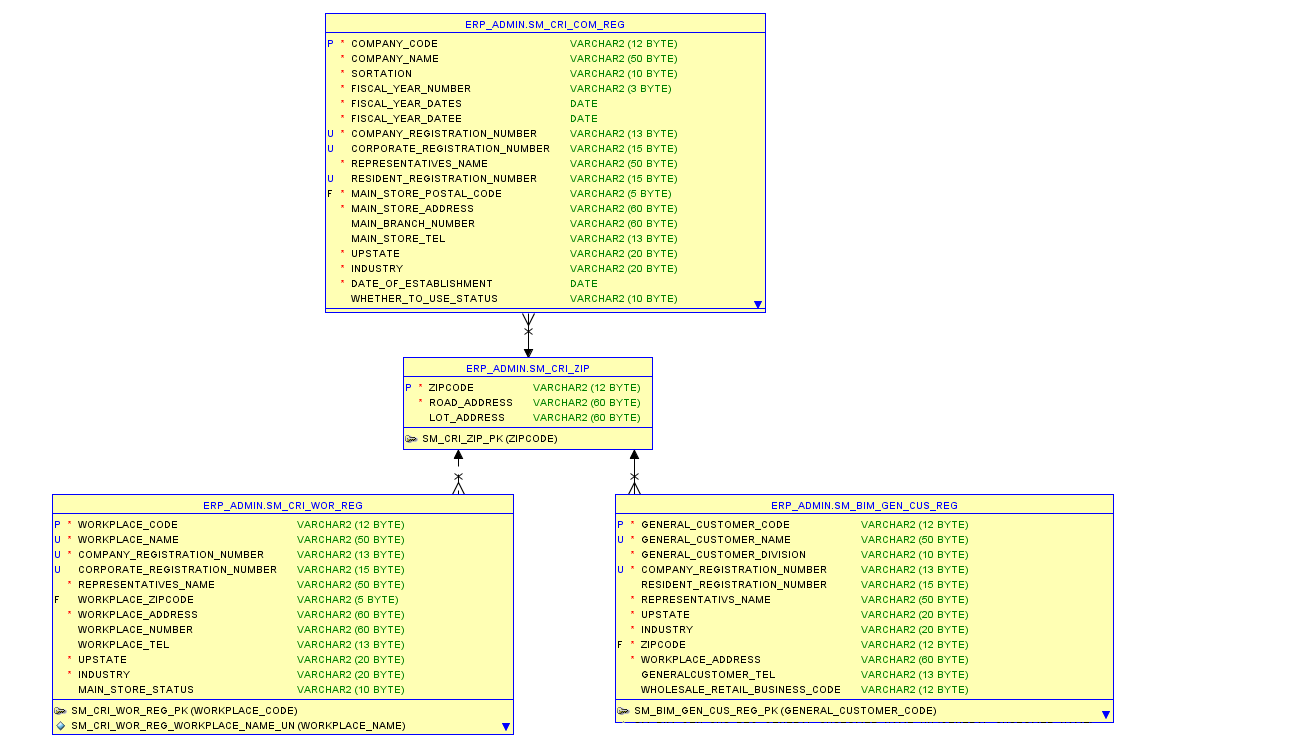 ERP_ADMIN.SM_CRI_COM_REG
P * COMPANY_CODE VARCHAR2 (12 BYTE)
* COMPANY_NAME VARCHAR2 (50 BYTE)
* SORTATION VARCHAR2 (10 BYTE)
* FISCAL_YEAR_NUMBER VARCHAR2 (3 BYTE)
* FISCAL_YEAR_DATES DATE
* FISCAL_YEAR_DATEE DATE
U * COMPANY_REGISTRATION_NUMBER VARCHAR2 (13 BYTE)
U CORPORATE_REGISTRATION_NUMBER VARCHAR2 (15 BYTE)
* REPRESENTATIVES_NAME VARCHAR2 (50 BYTE)
U RESIDENT_REGISTRATION_NUMBER VARCHAR2 (15 BYTE)
F * MAIN_STORE_POSTAL_CODE VARCHAR2 (5 BYTE)
* MAIN_STORE_ADDRESS VARCHAR2 (60 BYTE)
MAIN_BRANCH_NUMBER VARCHAR2 (60 BYTE)
MAIN_STORE_TEL VARCHAR2 (13 BYTE)
* UPSTATE VARCHAR2 (20 BYTE)
* INDUSTRY VARCHAR2 (20 BYTE)
* DATE_OF_ESTABLISHMENT DATE
WHETHER_TO_USE_STATUS VARCHAR2 (10 BYTE)
ERP_ADMIN.SM_CRI_ZIP
P * ZIPCODE VARCHAR2 (12 BYTE)
* ROAD_ADDRESS VARCHAR2 (60 BYTE)
LOT_ADDRESS VARCHAR2 (60 BYTE)
SM_CRI_ZIP_PK (ZIPCODE)
ERP_ADMIN.SM_CRI_WOR_REG
P * WORKPLACE_CODE VARCHAR2 (12 BYTE)
U * WORKPLACE_NAME VARCHAR2 (50 BYTE)
U * COMPANY_REGISTRATION_NUMBER VARCHAR2 (13 BYTE)
U CORPORATE_REGISTRATION_NUMBER VARCHAR2 (15 BYTE)
* REPRESENTATIVES_NAME VARCHAR2 (50 BYTE)
F WORKPLACE_ZIPCODE VARCHAR2 (5 BYTE)
* WORKPLACE_ADDRESS VARCHAR2 (60 BYTE)
WORKPLACE_NUMBER VARCHAR2 (60 BYTE)
WORKPLACE_TEL VARCHAR2 (13 BYTE)
* UPSTATE VARCHAR2 (20 BYTE)
* INDUSTRY VARCHAR2 (20 BYTE)
MAIN_STORE_STATUS VARCHAR2 (10 BYTE)
SM_CRI_WOR_REG_PK (WORKPLACE_CODE)
SM_CRI_WOR_REG_WORKPLACE_NAME_UN (WORKPLACE_NAME)
ERP_ADMIN.SM_BIM_GEN_CUS_REG
P * GENERAL_CUSTOMER_CODE VARCHAR2 (12 BYTE)
U * GENERAL_CUSTOMER_NAME VARCHAR2 (50 BYTE)
* GENERAL_CUSTOMER_DIVISION VARCHAR2 (10 BYTE)
U * COMPANY_REGISTRATION_NUMBER VARCHAR2 (13 BYTE)
RESIDENT_REGISTRATION_NUMBER VARCHAR2 (15 BYTE)
* REPRESENTATIVS_NAME VARCHAR2 (50 BYTE)
* UPSTATE VARCHAR2 (20 BYTE)
* INDUSTRY VARCHAR2 (20 BYTE)
F * ZIPCODE VARCHAR2 (12 BYTE)
* WORKPLACE_ADDRESS VARCHAR2 (60 BYTE)
GENERALCUSTOMER_TEL VARCHAR2 (13 BYTE)
WHOLESALE_RETAIL_BUSINESS_CODE VARCHAR2 (12 BYTE)
SM_BIM_GEN_CUS_REG_PK (GENERAL_CUSTOMER_CODE)